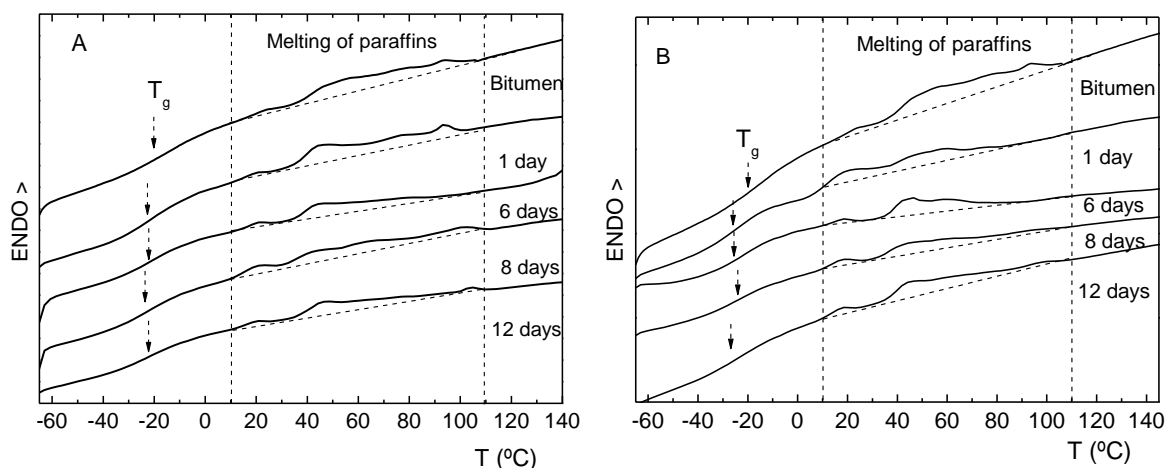 A
Melting of paraffins
T
g
Bitumen
1 day
6 days
8 days
12 days
ENDO >
-60 -40 -20 0 20 40 60 80 100 120 140
T (ºC)
B
Melting of paraffins
T
g
Bitumen
1 day
6 days
8 days
12 days
ENDO >
-60 -40 -20 0 20 40 60 80 100 120 140
T (ºC)